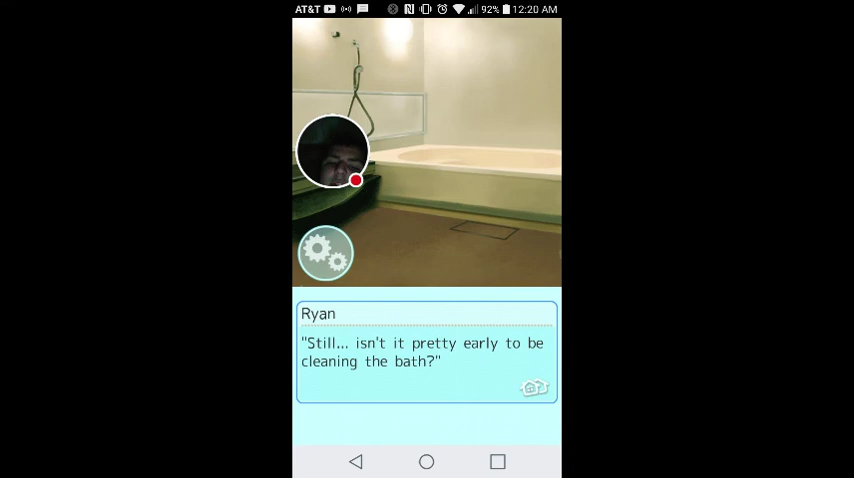 AT&T 92% 12:20 AM
Ryan
"Still... isn't it pretty early to be
cleaning the bath?"